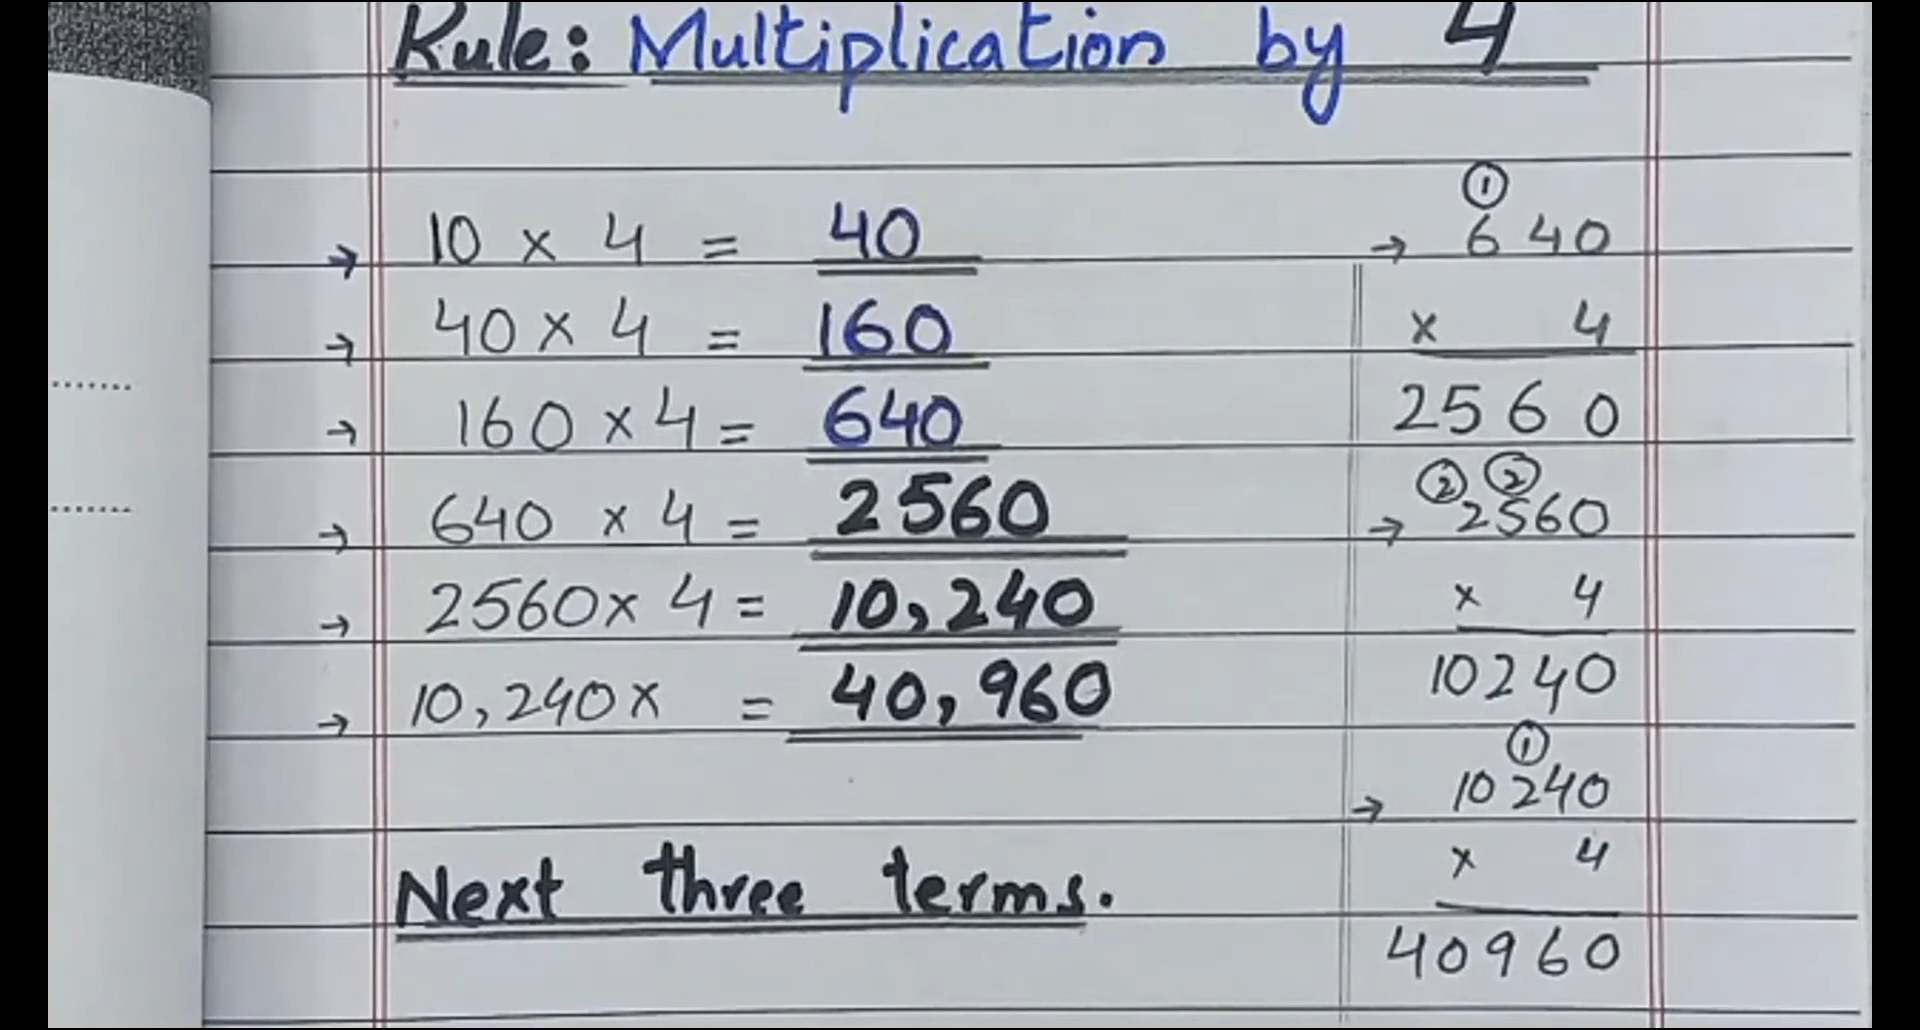 Rule: Multiplication by 4
→ 10 × 4 = 40
→ 40 × 4 = 160
→ 160 × 4 = 640
→ 640 × 4 = 2560
→ 2560 × 4 = 10,240
→ 10,240 × = 40,960
Next three terms.
①
→ 640
× 4
2560
② ②
→ 2560
× 4
10240
①
→ 10240
× 4
40960